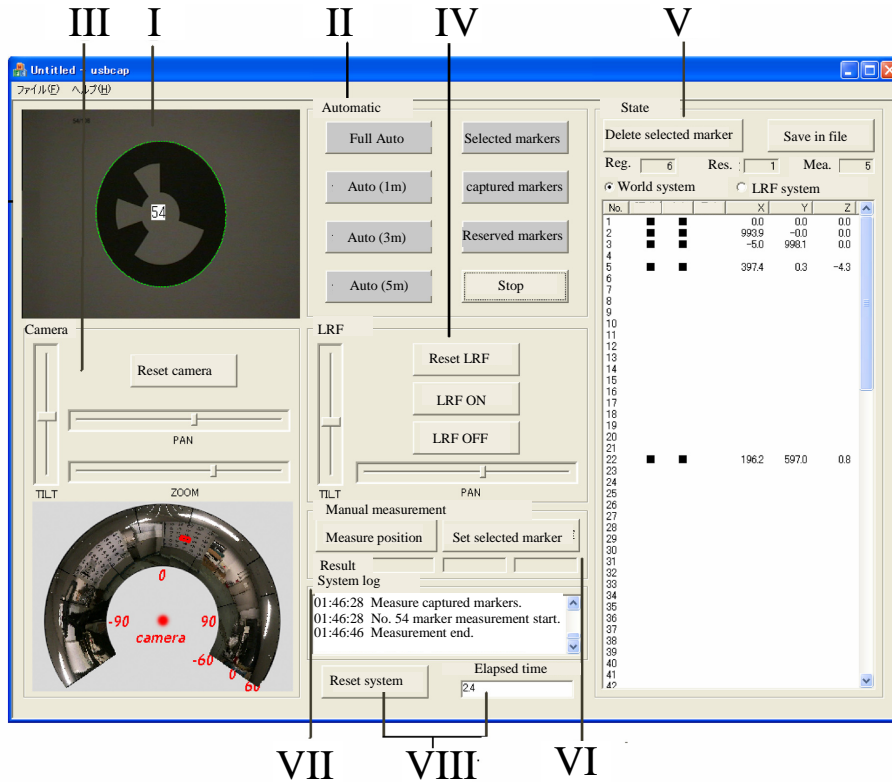 III I II IV V
Untitled - usbcap
ファイル(F) ヘルプ(H)
54
Automatic
Full Auto Selected markers
Auto (1m) captured markers
Auto (3m) Reserved markers
Auto (5m) Stop
Camera
Reset camera
PAN
ZOOM
TILT
0
-90 90
camera
-60
0
60
LRF
Reset LRF
LRF ON
LRF OFF
TILT PAN
Manual measurement
Measure position Set selected marker
Result
System log
01:46:28 Measure captured markers.
01:46:28 No. 54 marker measurement start.
01:46:46 Measurement end.
Reset system
Elapsed time
2.4
State
Delete selected marker Save in file
Reg. 6 Res. : 1 Mea. 5
World system LRF system
No. X Y Z
1 0.0 0.0 0.0
2 993.9 -0.0 0.0
3 -5.0 998.1 0.0
4
5 397.4 0.3 -4.3
6
7
8
9
10
11
12
13
14
15
16
17
18
19
20
21
22 196.2 597.0 0.8
23
24
25
26
27
28
29
30
31
32
33
34
35
36
37
38
39
40
41
42
VII VIII VI